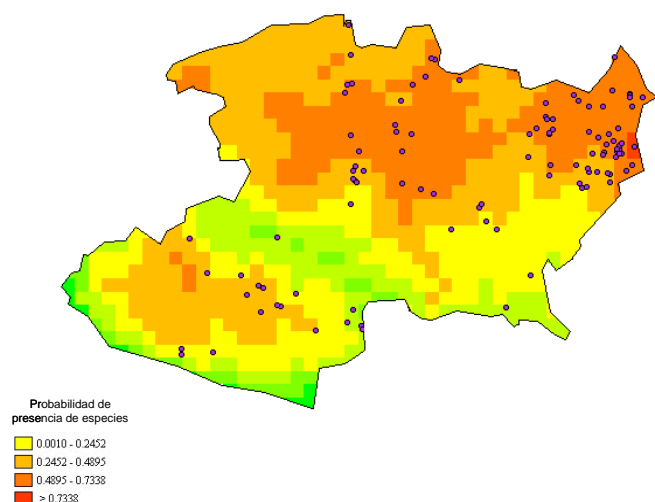 Probabilidad de
presencia de especies
0.0010 - 0.2452
0.2452 - 0.4895
0.4895 - 0.7338
> 0.7338